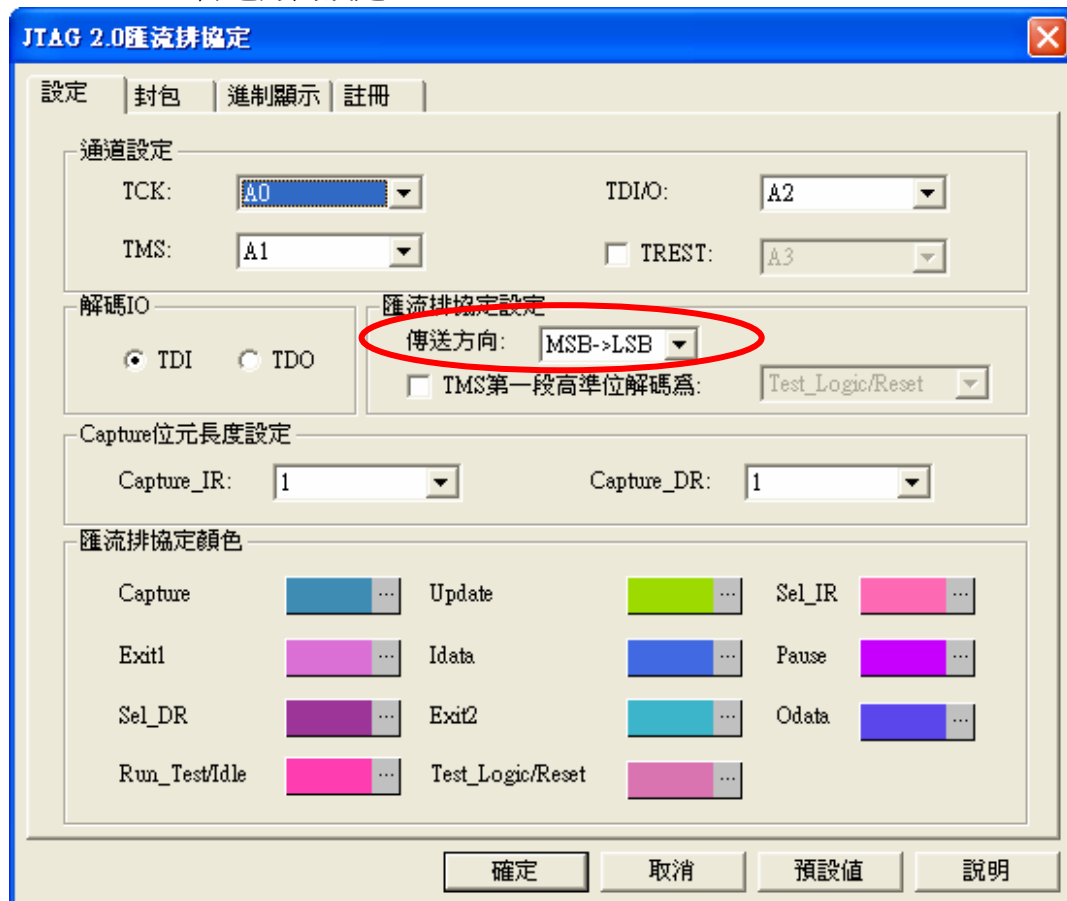 JTAG 2.0匯流排協定
設定 封包 進制顯示 註冊
通道設定
TCK: A0 TDI/O: A2
TMS: A1 TREST: A3
解碼IO 匯流排協定設定
TDI TDO 傳送方向: MSB->LSB
TMS第一段高準位解碼爲: Test_Logic/Reset
Capture位元長度設定
Capture_IR: 1 Capture_DR: 1
匯流排協定顏色
Capture ... Update ... Sel_IR ...
Exit1 ... Idata ... Pause ...
Sel_DR ... Exit2 ... Odata ...
Run_Test/Idle ... Test_Logic/Reset ...
確定 取消 預設值 說明